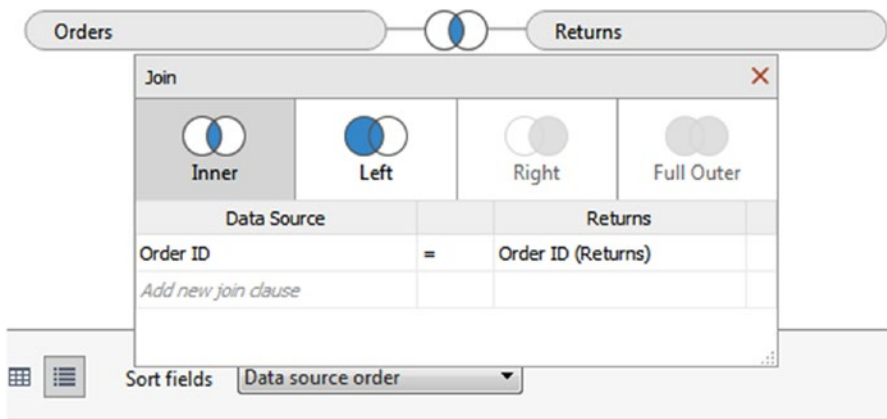 Orders Returns
Join
Inner Left Right Full Outer
Data Source Returns
Order ID = Order ID (Returns)
Add new join clause
Sort fields Data source order